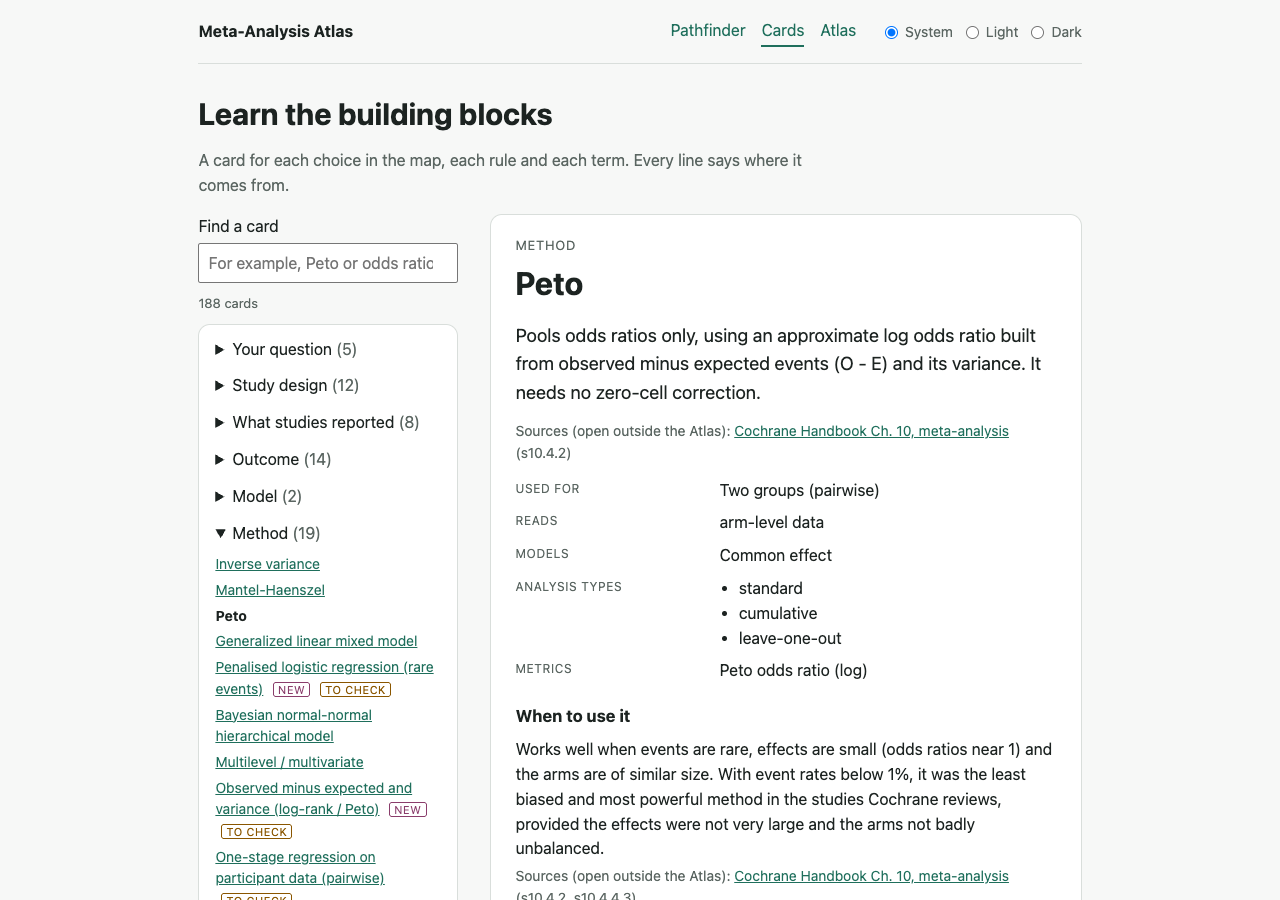 Meta-Analysis Atlas
Pathfinder Cards Atlas System Light Dark
Learn the building blocks
A card for each choice in the map, each rule and each term. Every line says where it
comes from.
Find a card
For example, Peto or odds ratio
188 cards
Your question (5)
Study design (12)
What studies reported (8)
Outcome (14)
Model (2)
Method (19)
Inverse variance
Mantel-Haenszel
Peto
Generalized linear mixed model
Penalised logistic regression (rare
events) NEW TO CHECK
Bayesian normal-normal
hierarchical model
Multilevel / multivariate
Observed minus expected and
variance (log-rank / Peto) NEW
TO CHECK
One-stage regression on
participant data (pairwise)
TO CHECK
METHOD
Peto
Pools odds ratios only, using an approximate log odds ratio built
from observed minus expected events (O - E) and its variance. It
needs no zero-cell correction.
Sources (open outside the Atlas): Cochrane Handbook Ch. 10, meta-analysis
(s10.4.2)
USED FOR Two groups (pairwise)
READS arm-level data
MODELS Common effect
ANALYSIS TYPES • standard
• cumulative
• leave-one-out
METRICS Peto odds ratio (log)
When to use it
Works well when events are rare, effects are small (odds ratios near 1) and
the arms are of similar size. With event rates below 1%, it was the least
biased and most powerful method in the studies Cochrane reviews,
provided the effects were not very large and the arms not badly
unbalanced.
Sources (open outside the Atlas): Cochrane Handbook Ch. 10, meta-analysis
(s10.4.2, s10.4.4.3)